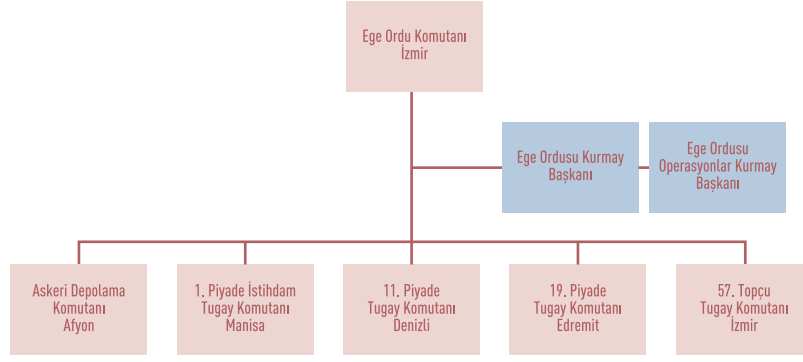 Ege Ordu Komutanı
İzmir
Ege Ordusu Kurmay
Başkanı
Ege Ordusu
Operasyonlar Kurmay
Başkanı
Askeri Depolama
Komutanı
Afyon
1. Piyade İstihdam
Tugay Komutanı
Manisa
11. Piyade
Tugay Komutanı
Denizli
19. Piyade
Tugay Komutanı
Edremit
57. Topçu
Tugay Komutanı
İzmir